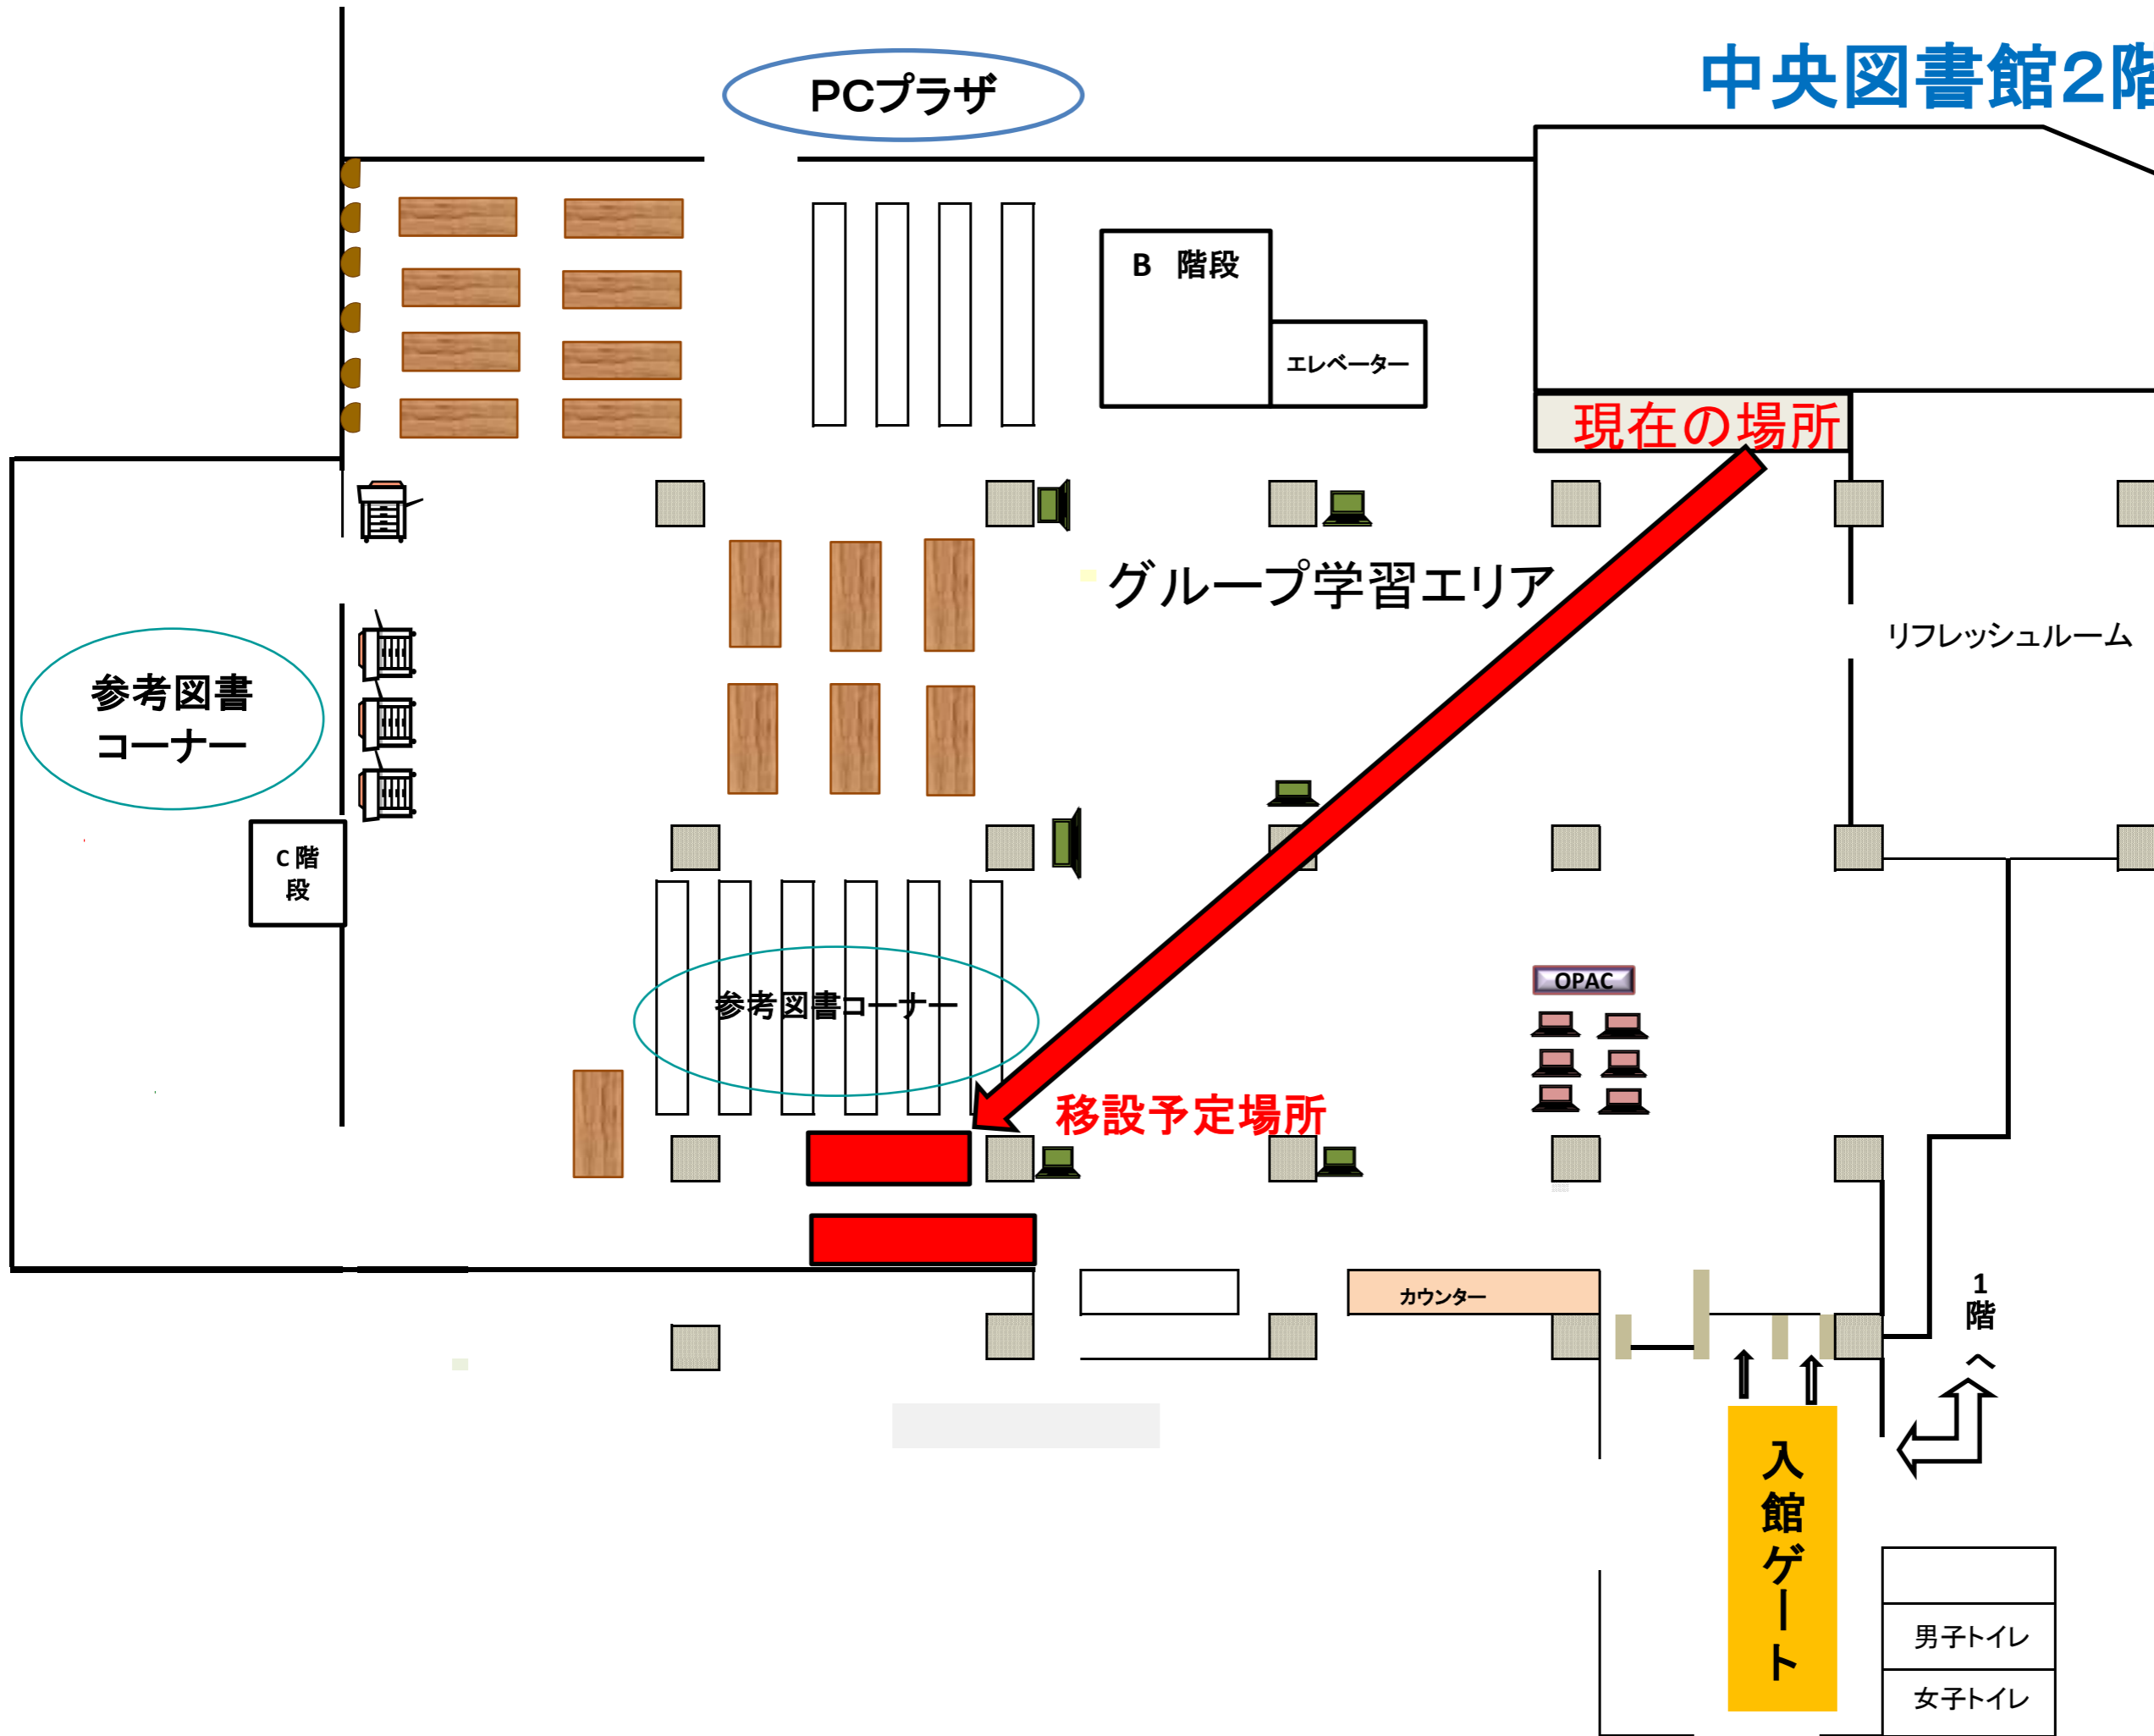 中央図書館2階
PCプラザ
B 階段
エレベーター
現在の場所
グループ学習エリア
リフレッシュルーム
参考図書
コーナー
C 階
段
OPAC
参考図書コーナー
移設予定場所
カウンター
1
階
へ
入館ゲート
男子トイレ
女子トイレ